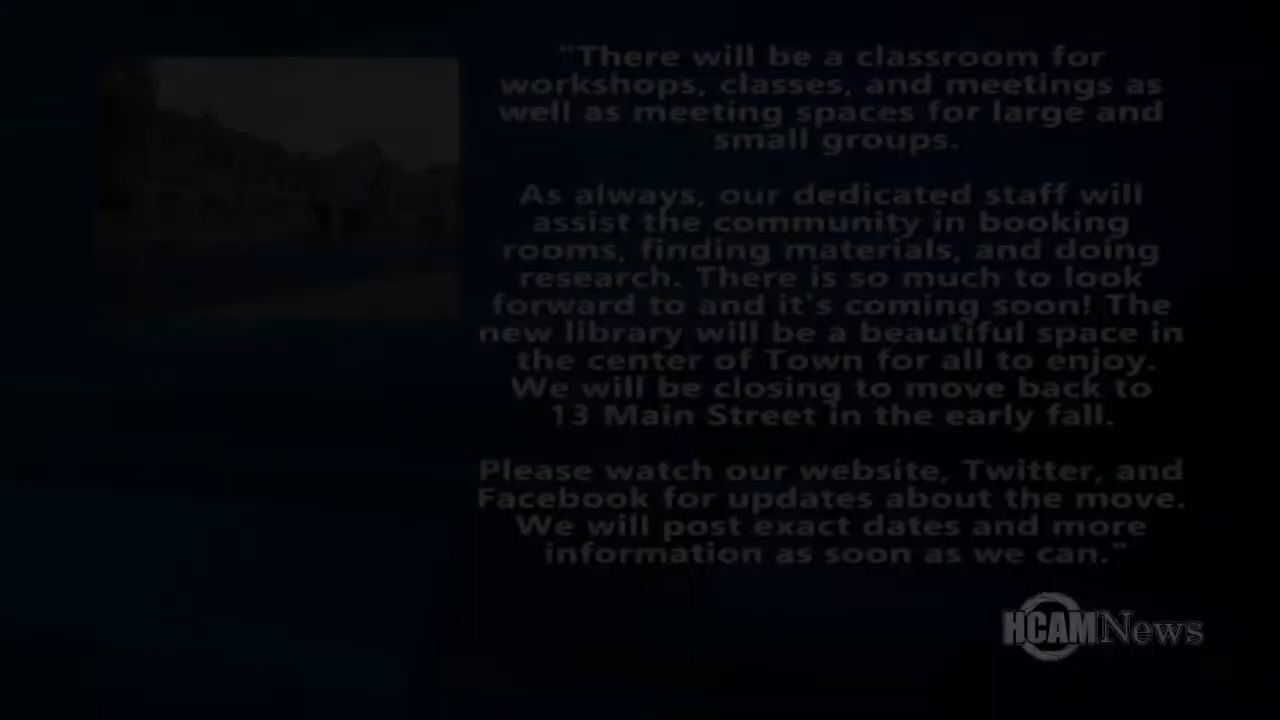 "There will be a classroom for
workshops, classes, and meetings as
well as meeting spaces for large and
small groups.
As always, our dedicated staff will
assist the community in booking
rooms, finding materials, and doing
research. There is so much to look
forward to and it's coming soon! The
new library will be a beautiful space in
the center of Town for all to enjoy.
We will be closing to move back to
13 Main Street in the early fall.
Please watch our website, Twitter, and
Facebook for updates about the move.
We will post exact dates and more
information as soon as we can."
HCAMNews